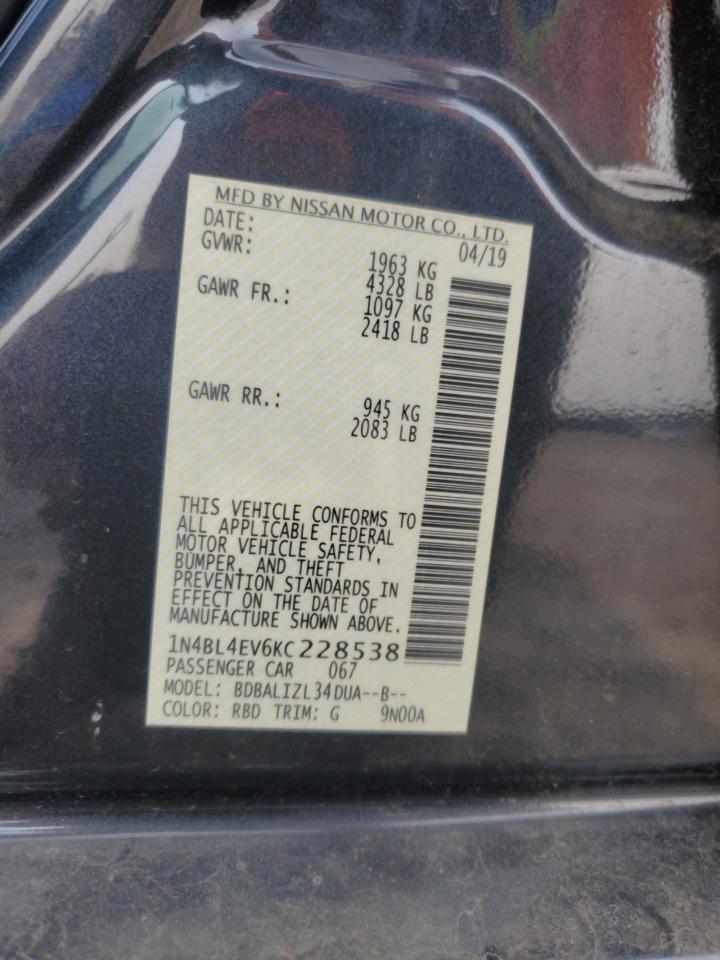 MFD BY NISSAN MOTOR CO., LTD.
DATE: 04/19
GVWR: 1963 KG
4328 LB
GAWR FR.: 1097 KG
2418 LB
GAWR RR.: 945 KG
2083 LB
THIS VEHICLE CONFORMS TO
ALL APPLICABLE FEDERAL
MOTOR VEHICLE SAFETY,
BUMPER, AND THEFT
PREVENTION STANDARDS IN
EFFECT ON THE DATE OF
MANUFACTURE SHOWN ABOVE.
1N4BL4EV6KC228538
PASSENGER CAR 067
MODEL: BDBALIZL34DUA--B--
COLOR: RBD TRIM: G 9N00A